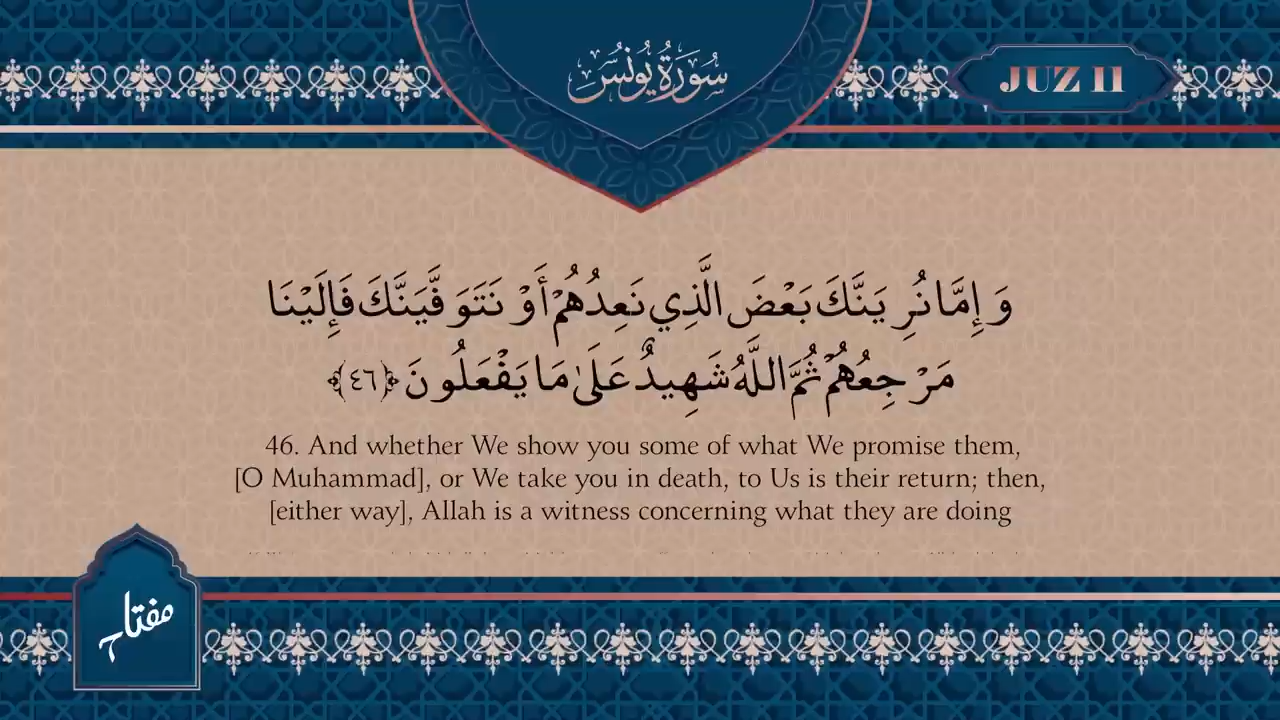 سُورَةُ يُونُسَ
JUZ 11
وَإِمَّا نُرِيَنَّكَ بَعْضَ الَّذِي نَعِدُهُمْ أَوْ نَتَوَفَّيَنَّكَ فَإِلَيْنَا
مَرْجِعُهُمْ ثُمَّ اللَّهُ شَهِيدٌ عَلَىٰ مَا يَفْعَلُونَ ﴿٤٦﴾
46. And whether We show you some of what We promise them,
[O Muhammad], or We take you in death, to Us is their return; then,
[either way], Allah is a witness concerning what they are doing
مفتاح